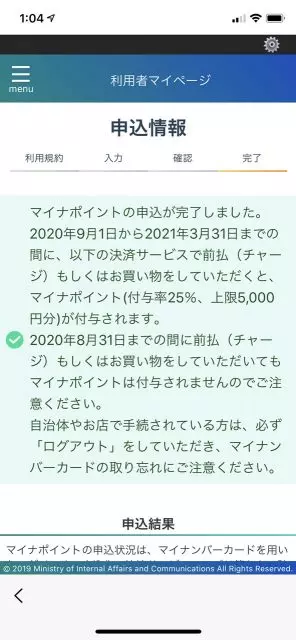 1:04
menu
利用者マイページ
申込情報
利用規約 入力 確認 完了
マイナポイントの申込が完了しました。
2020年9月1日から2021年3月31日までの
間に、以下の決済サービスで前払（チャー
ジ）もしくはお買い物をしていただくと、
マイナポイント(付与率25%、上限5,000
円分)が付与されます。
2020年8月31日までの間に前払（チャー
ジ）もしくはお買い物をしていただいても
マイナポイントは付与されませんのでご注
意ください。
自治体やお店で手続されている方は、必ず
「ログアウト」をしていただき、マイナン
バーカードの取り忘れにご注意ください。
申込結果
マイナポイントの申込状況は、マイナンバーカードを用い
© 2019 Ministry of Internal Affairs and Communications All Rights Reserved.